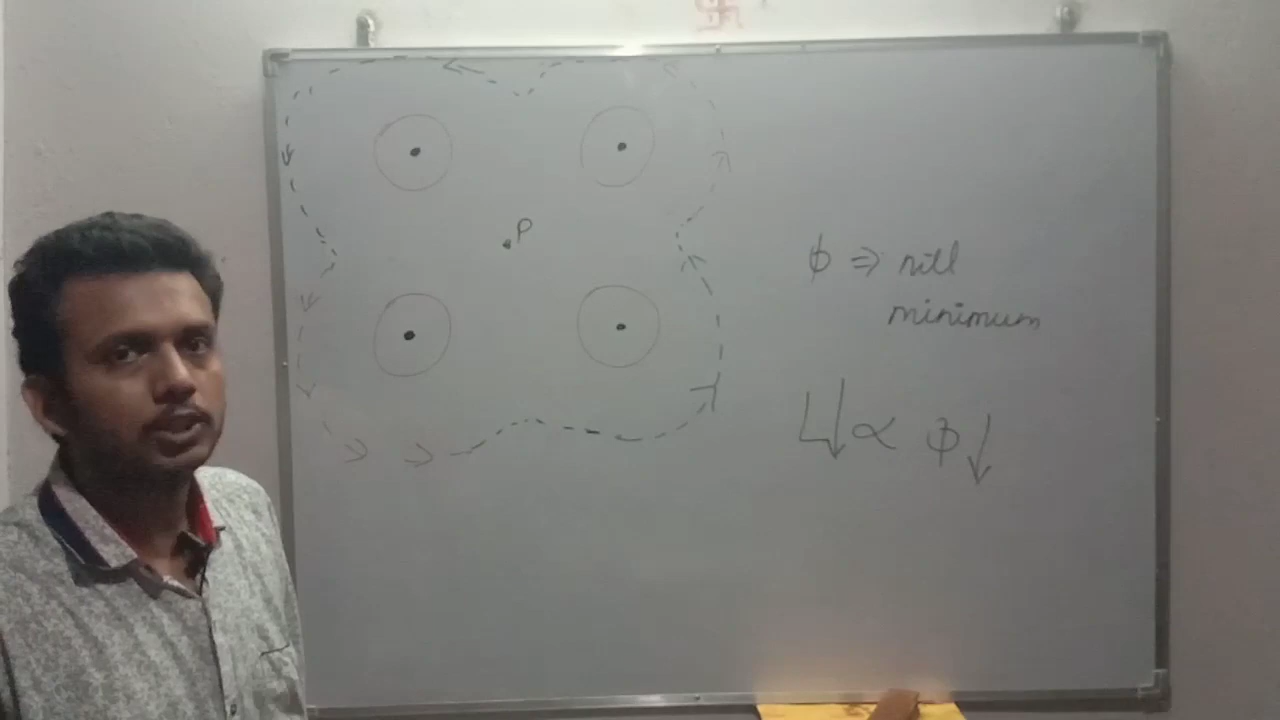 P
ϕ ⇒ nill
minimum
L↓ ∝ ϕ↓